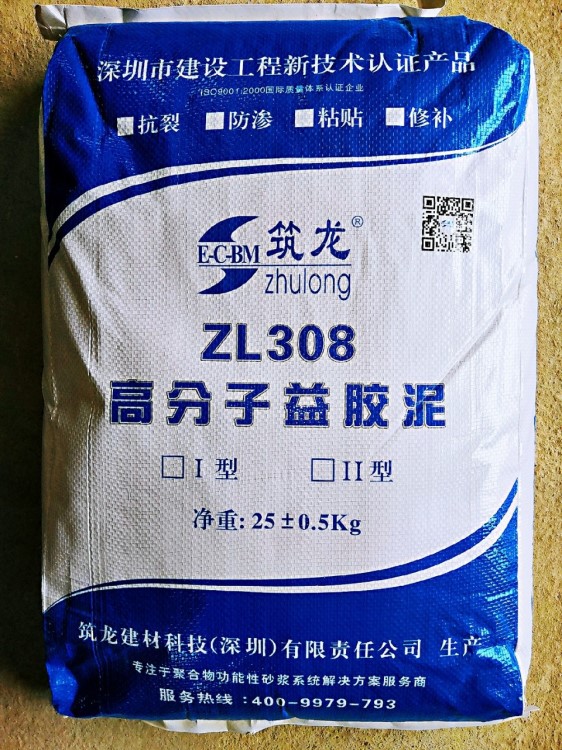 深圳市建设工程新技术认证产品
ISO9001:2000国际质量体系认证企业
抗裂 防渗 粘贴 修补
E-C-BM 筑龙®
zhulong
ZL308
高分子益胶泥
□ I 型 □ II 型
净重: 25±0.5Kg
筑龙建材科技(深圳)有限责任公司 生产
专注于聚合物功能性砂浆系统解决方案服务商
服务热线:400-9979-793